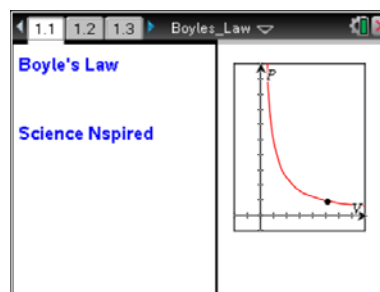 1.1 1.2 1.3 Boyles_Law
Boyle's Law
Science Nspired
P
V